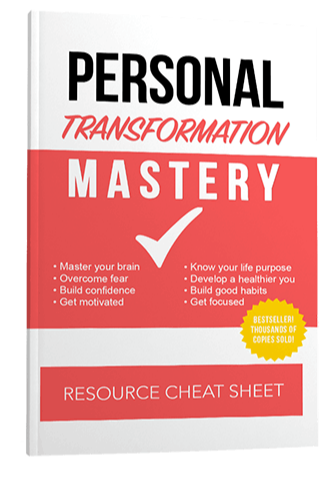 PERSONAL
TRANSFORMATION
MASTERY
• Master your brain
• Overcome fear
• Build confidence
• Get motivated
• Know your life purpose
• Develop a healthier you
• Build good habits
• Get focused
BESTSELLER!
THOUSANDS OF
COPIES SOLD!
RESOURCE CHEAT SHEET